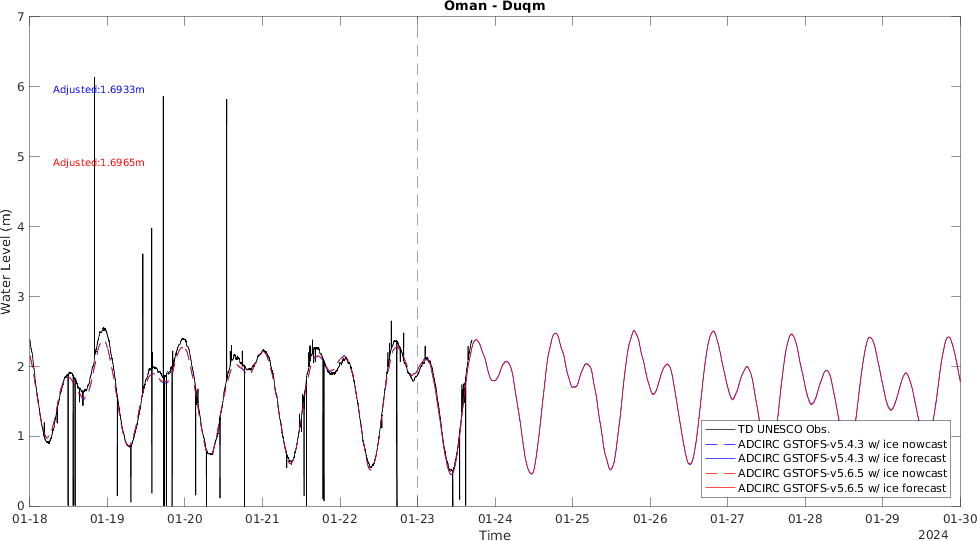 Oman - Duqm
7
6
5
4
3
2
1
0
Water Level (m)
Adjusted:1.6933m
Adjusted:1.6965m
TD UNESCO Obs.
ADCIRC GSTOFS-v5.4.3 w/ ice nowcast
ADCIRC GSTOFS-v5.4.3 w/ ice forecast
ADCIRC GSTOFS-v5.6.5 w/ ice nowcast
ADCIRC GSTOFS-v5.6.5 w/ ice forecast
01-18 01-19 01-20 01-21 01-22 01-23 01-24 01-25 01-26 01-27 01-28 01-29 01-30
Time
2024